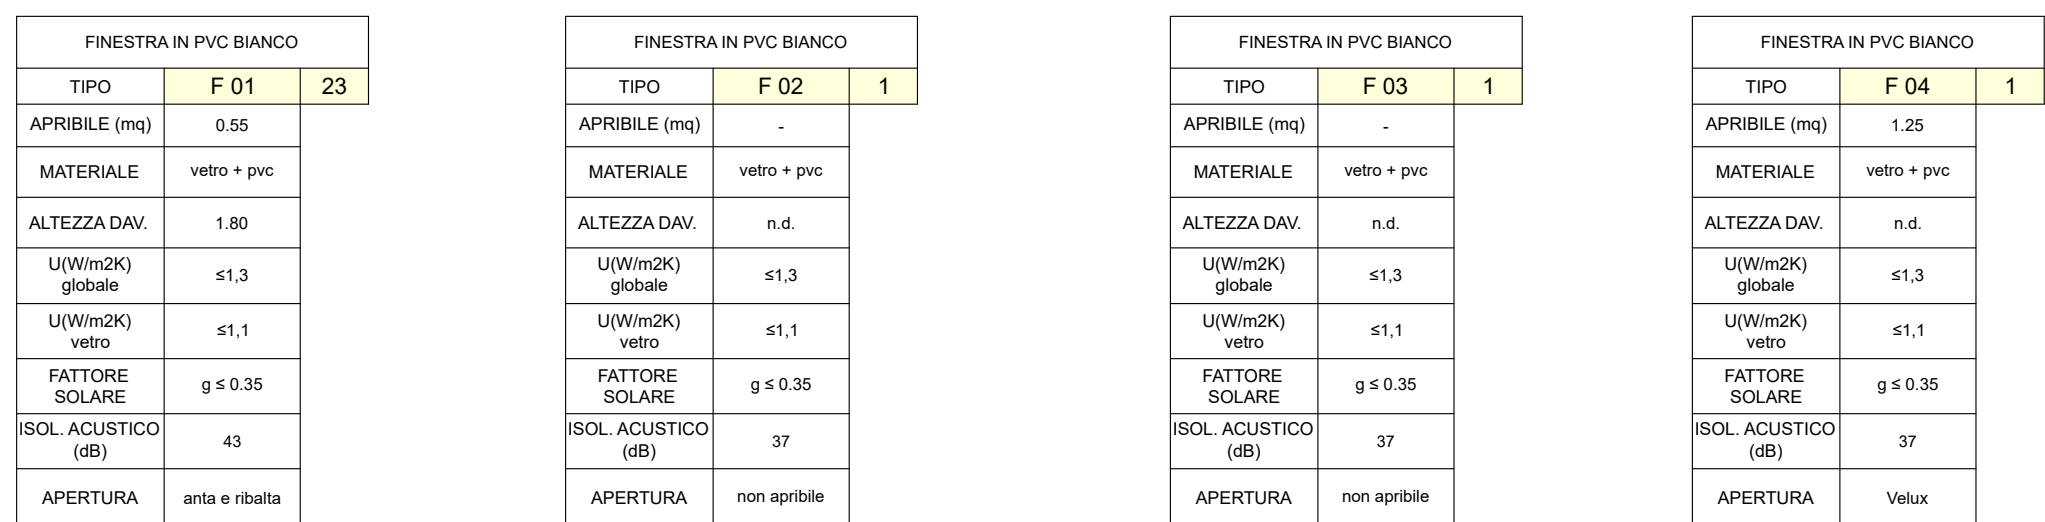 FINESTRA IN PVC BIANCO
TIPO F 01 23
APRIBILE (mq) 0.55
MATERIALE vetro + pvc
ALTEZZA DAV. 1.80
U(W/m2K)
globale
≤1,3
U(W/m2K)
vetro
≤1,1
FATTORE
SOLARE
g ≤ 0.35
ISOL. ACUSTICO
(dB)
43
APERTURA anta e ribalta
FINESTRA IN PVC BIANCO
TIPO F 02 1
APRIBILE (mq) -
MATERIALE vetro + pvc
ALTEZZA DAV. n.d.
U(W/m2K)
globale
≤1,3
U(W/m2K)
vetro
≤1,1
FATTORE
SOLARE
g ≤ 0.35
ISOL. ACUSTICO
(dB)
37
APERTURA non apribile
FINESTRA IN PVC BIANCO
TIPO F 03 1
APRIBILE (mq) -
MATERIALE vetro + pvc
ALTEZZA DAV. n.d.
U(W/m2K)
globale
≤1,3
U(W/m2K)
vetro
≤1,1
FATTORE
SOLARE
g ≤ 0.35
ISOL. ACUSTICO
(dB)
37
APERTURA non apribile
FINESTRA IN PVC BIANCO
TIPO F 04 1
APRIBILE (mq) 1.25
MATERIALE vetro + pvc
ALTEZZA DAV. n.d.
U(W/m2K)
globale
≤1,3
U(W/m2K)
vetro
≤1,1
FATTORE
SOLARE
g ≤ 0.35
ISOL. ACUSTICO
(dB)
37
APERTURA Velux